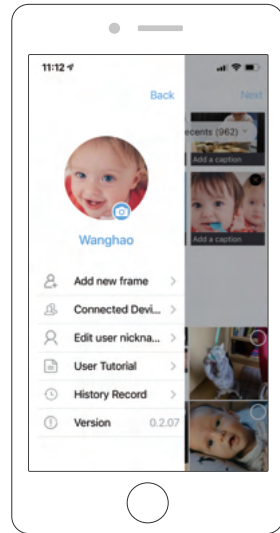 11:12
Back
Next
ecents (962)
Add a caption
Wanghao
Add a caption
Add new frame
Connected Devi...
Edit user nickna...
User Tutorial
History Record
Version 0.2.07